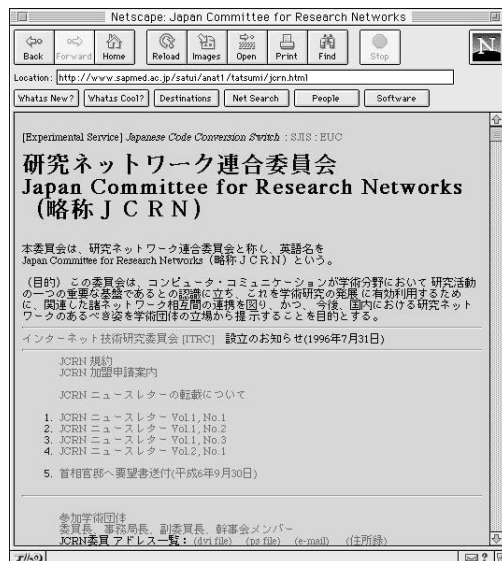 Netscape: Japan Committee for Research Networks
Back Forward Home Reload Images Open Print Find Stop
N
Location: http://www.sapmed.ac.jp/satui/anat1/tatsumi/jcrn.html
What's New? What's Cool? Destinations Net Search People Software
[Experimental Service] Japanese Code Conversion Switch : SJIS : EUC
研究ネットワーク連合委員会
Japan Committee for Research Networks
（略称ＪＣＲＮ）
本委員会は、研究ネットワーク連合委員会と称し、英語名を
Japan Committee for Research Networks（略称ＪＣＲＮ）という。
（目的）この委員会は、コンピュータ・コミュニケーションが学術分野において 研究活動
の一つの重要な基盤であるとの認識に立ち、これを学術研究の発展 に有効利用するため
に、関連した諸ネットワーク相互間の連携を図り、かつ、今後、国内における研究ネット
ワークのあるべき姿を学術団体の立場から提示することを目的とする。
インターネット技術研究委員会 [ITRC] 設立のお知らせ(1996年7月31日)
JCRN 規約
JCRN 加盟申請案内
JCRN ニュースレターの転載について
1. JCRN ニュースレター Vol.1, No.1
2. JCRN ニュースレター Vol.1, No.2
3. JCRN ニュースレター Vol.1, No.3
4. JCRN ニュースレター Vol.2, No.1
5. 首相官邸へ要望書送付(平成6年9月30日)
参加学術団体
委員長、事務局長、副委員長、幹事会メンバー
JCRN委員 アドレス一覧： (dvi file) (ps file) (e-mail) (住所録)